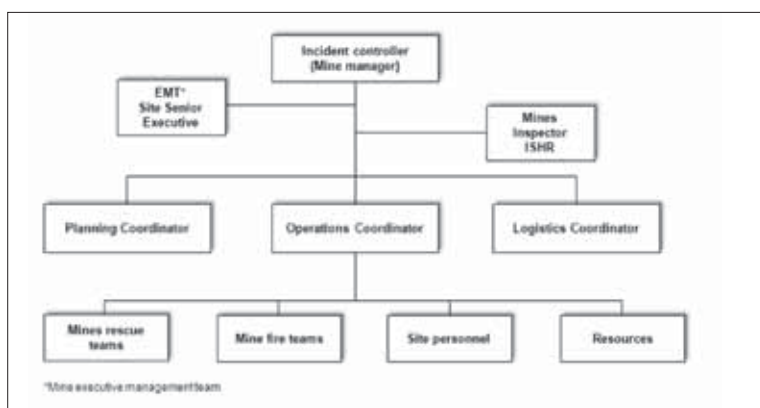 Incident controller
(Mine manager)
EMT*
Site Senior
Executive
Mines
Inspector
ISHR
Planning Coordinator
Operations Coordinator
Logistics Coordinator
Mines rescue
teams
Mine fire teams
Site personnel
Resources
*Mine executive management team